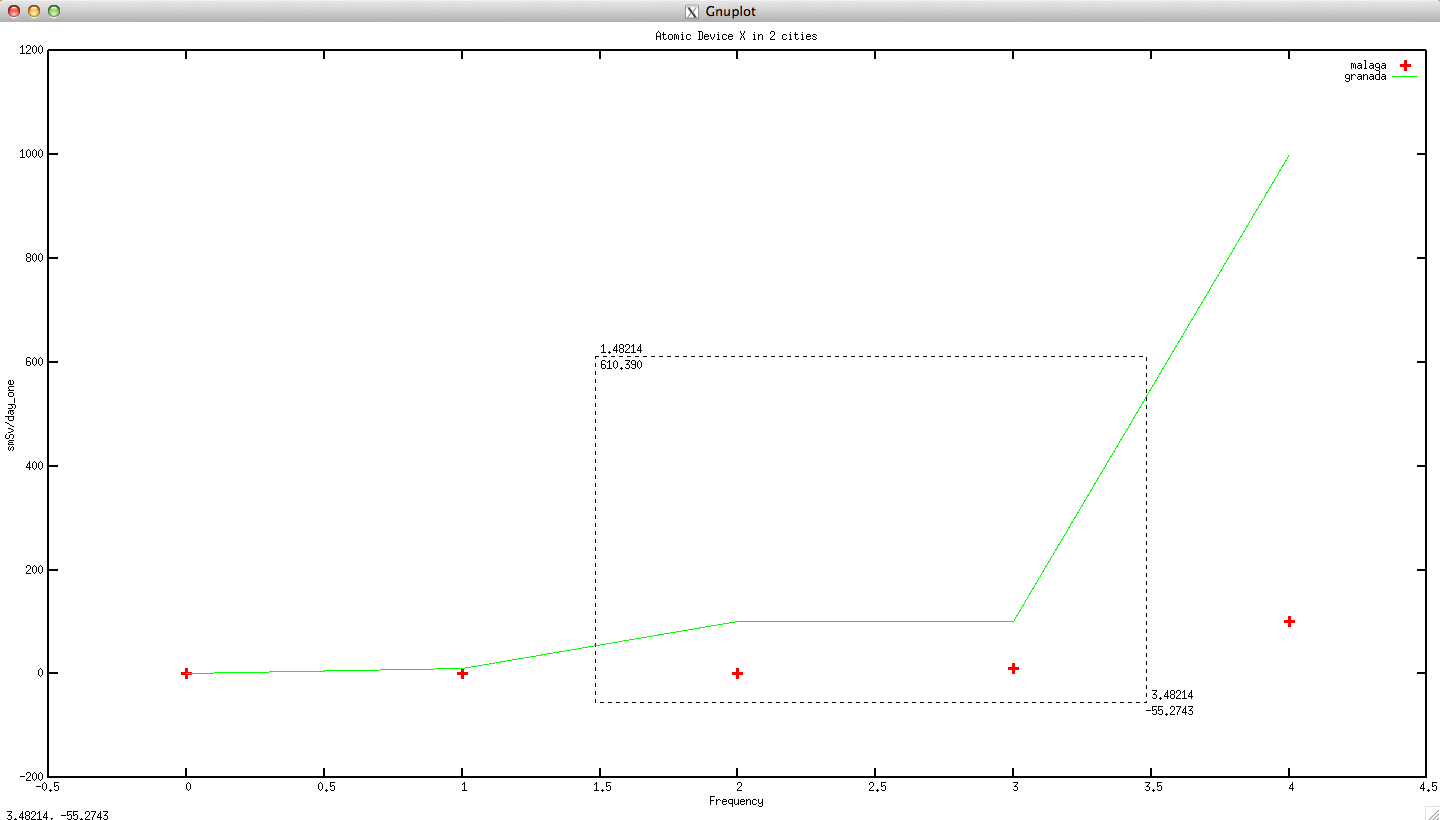 Gnuplot
Atomic Device X in 2 cities
1200
malaga
granada
1000
800
600
1.48214
610.390
smSv/day_one
400
200
0
3.48214
-55.2743
-200
-0.5 0 0.5 1 1.5 2 2.5 3 3.5 4 4.5
Frequency
3.48214, -55.2743